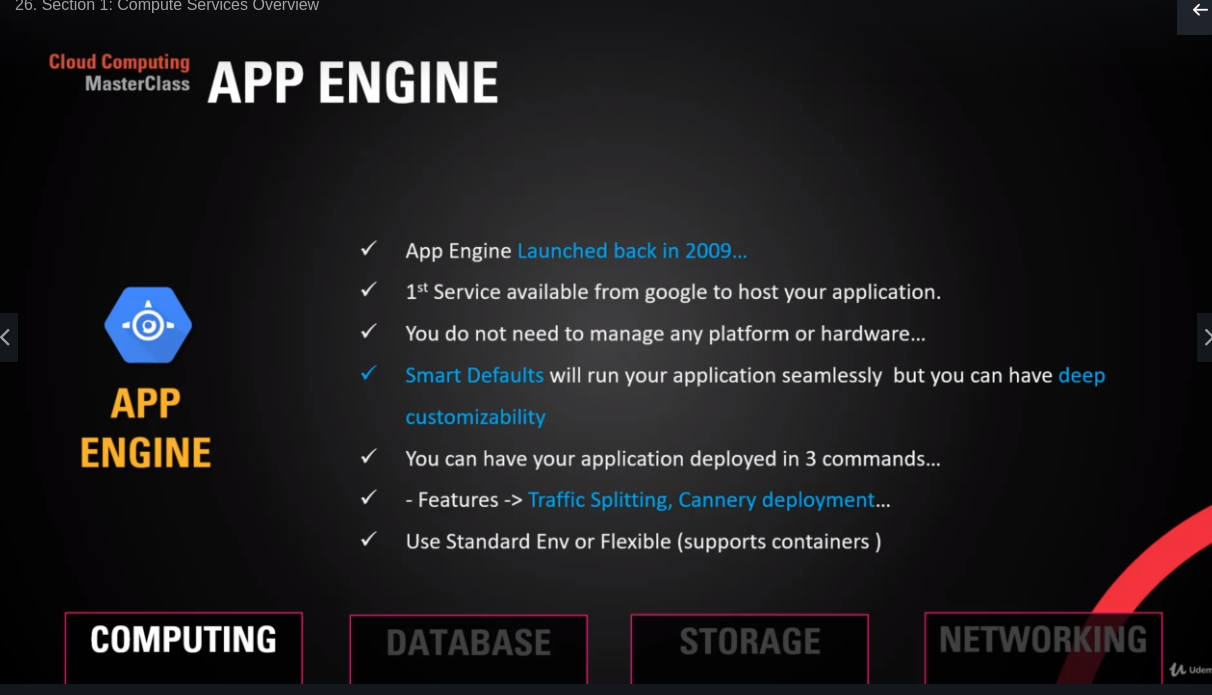 26. Section 1: Compute Services Overview
Cloud Computing
MasterClass
APP ENGINE
App Engine Launched back in 2009...
1st Service available from google to host your application.
You do not need to manage any platform or hardware...
Smart Defaults will run your application seamlessly but you can have deep
customizability
You can have your application deployed in 3 commands...
- Features -> Traffic Splitting, Cannery deployment...
Use Standard Env or Flexible (supports containers )
APP
ENGINE
COMPUTING
DATABASE
STORAGE
NETWORKING
Udem